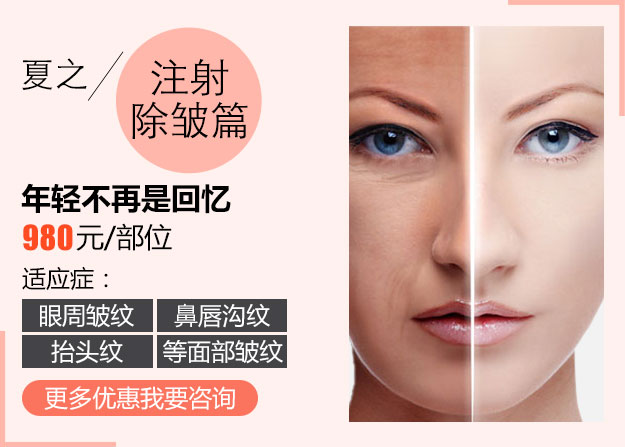 夏之
注射
除皱篇
年轻不再是回忆
980元/部位
适应症：
眼周皱纹
鼻唇沟纹
抬头纹
等面部皱纹
更多优惠我要咨询